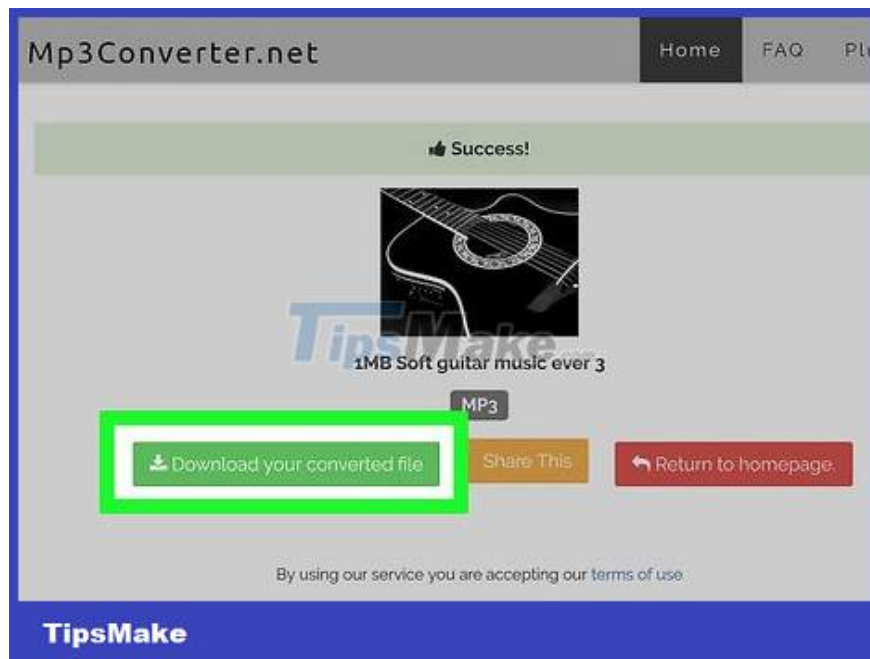 Mp3Converter.net
Home FAQ
Success!
TipsMake
1MB Soft guitar music ever 3
MP3
Download your converted file
Share This
Return to homepage.
By using our service you are accepting our terms of use
TipsMake